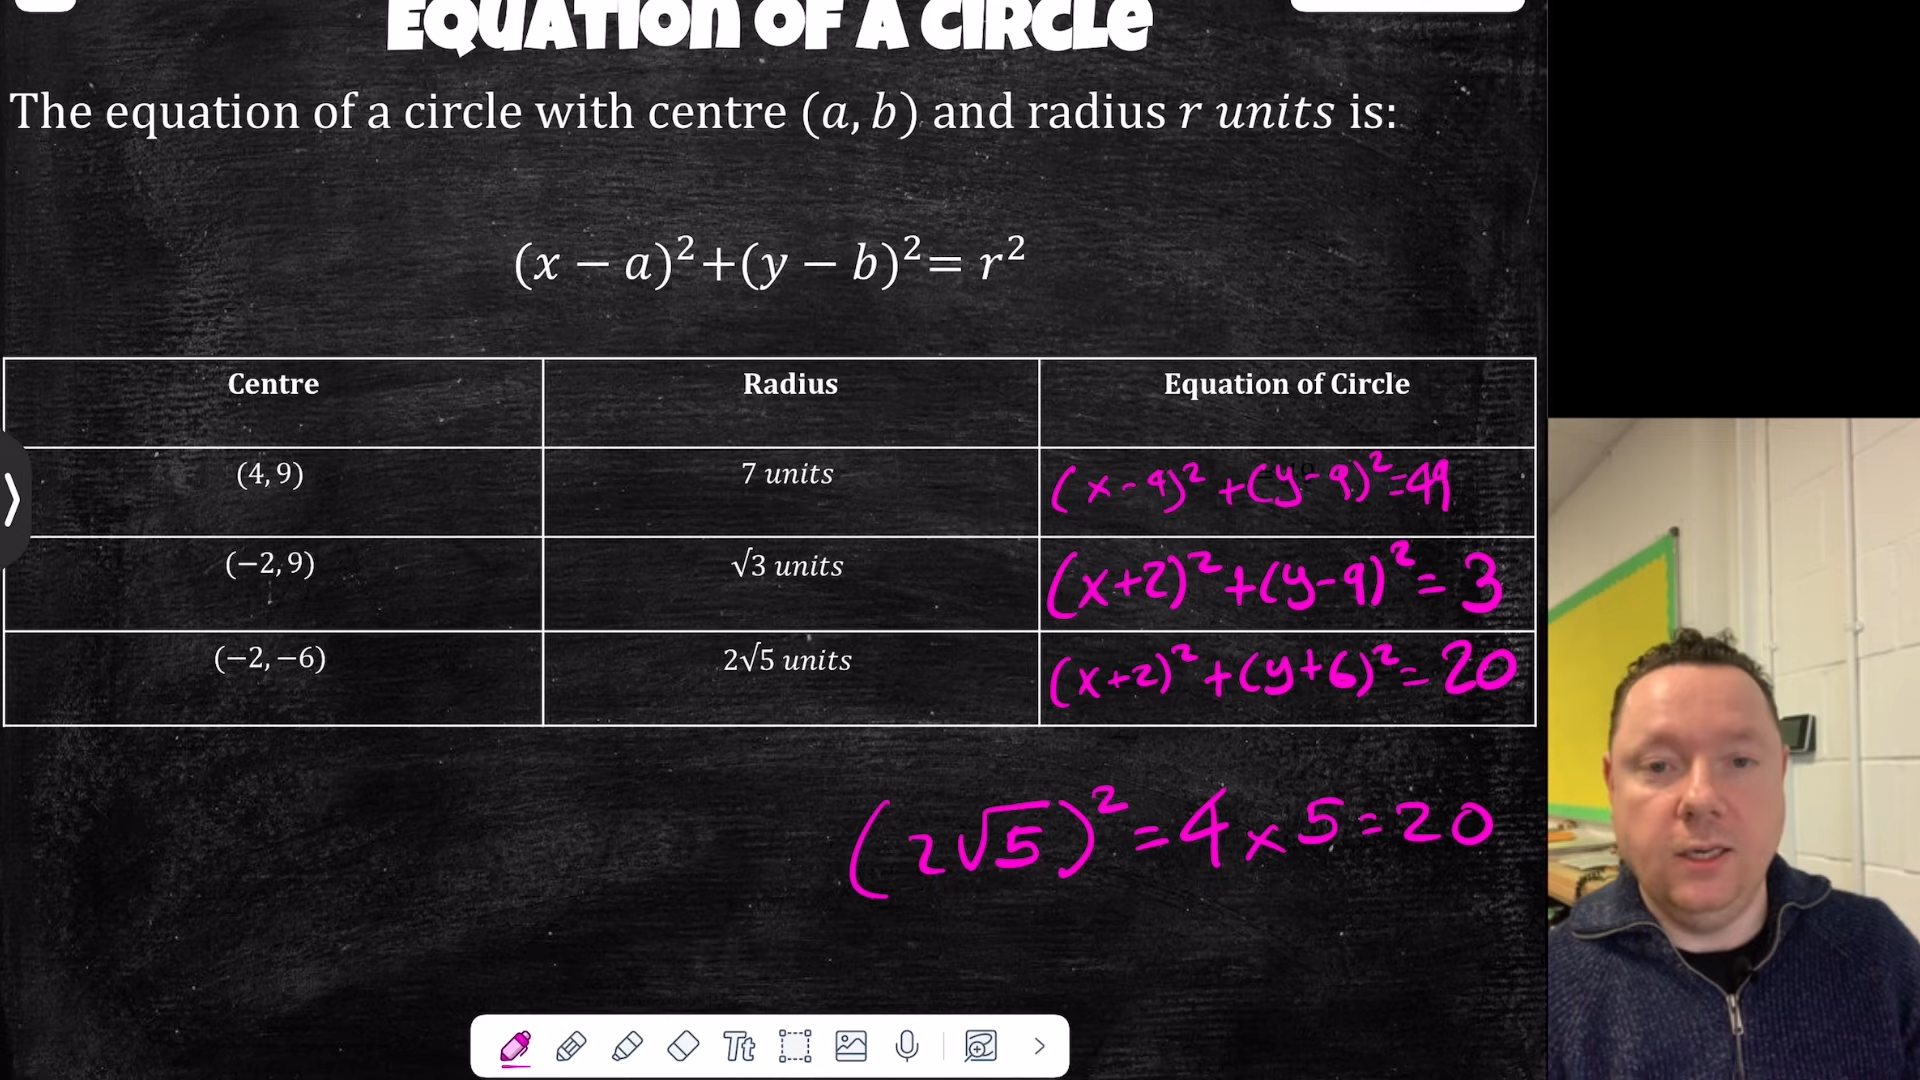 EQUATION OF A CIRCLE
The equation of a circle with centre (a, b) and radius r units is:
(x − a)²+(y − b)²= r²
Centre Radius Equation of Circle
(4, 9) 7 units (x-9)²+(y-9)²=49
(−2, 9) √3 units (x+2)²+(y-9)²= 3
(−2, −6) 2√5 units (x+2)²+(y+6)²= 20
(2√5)²=4×5=20
Tt